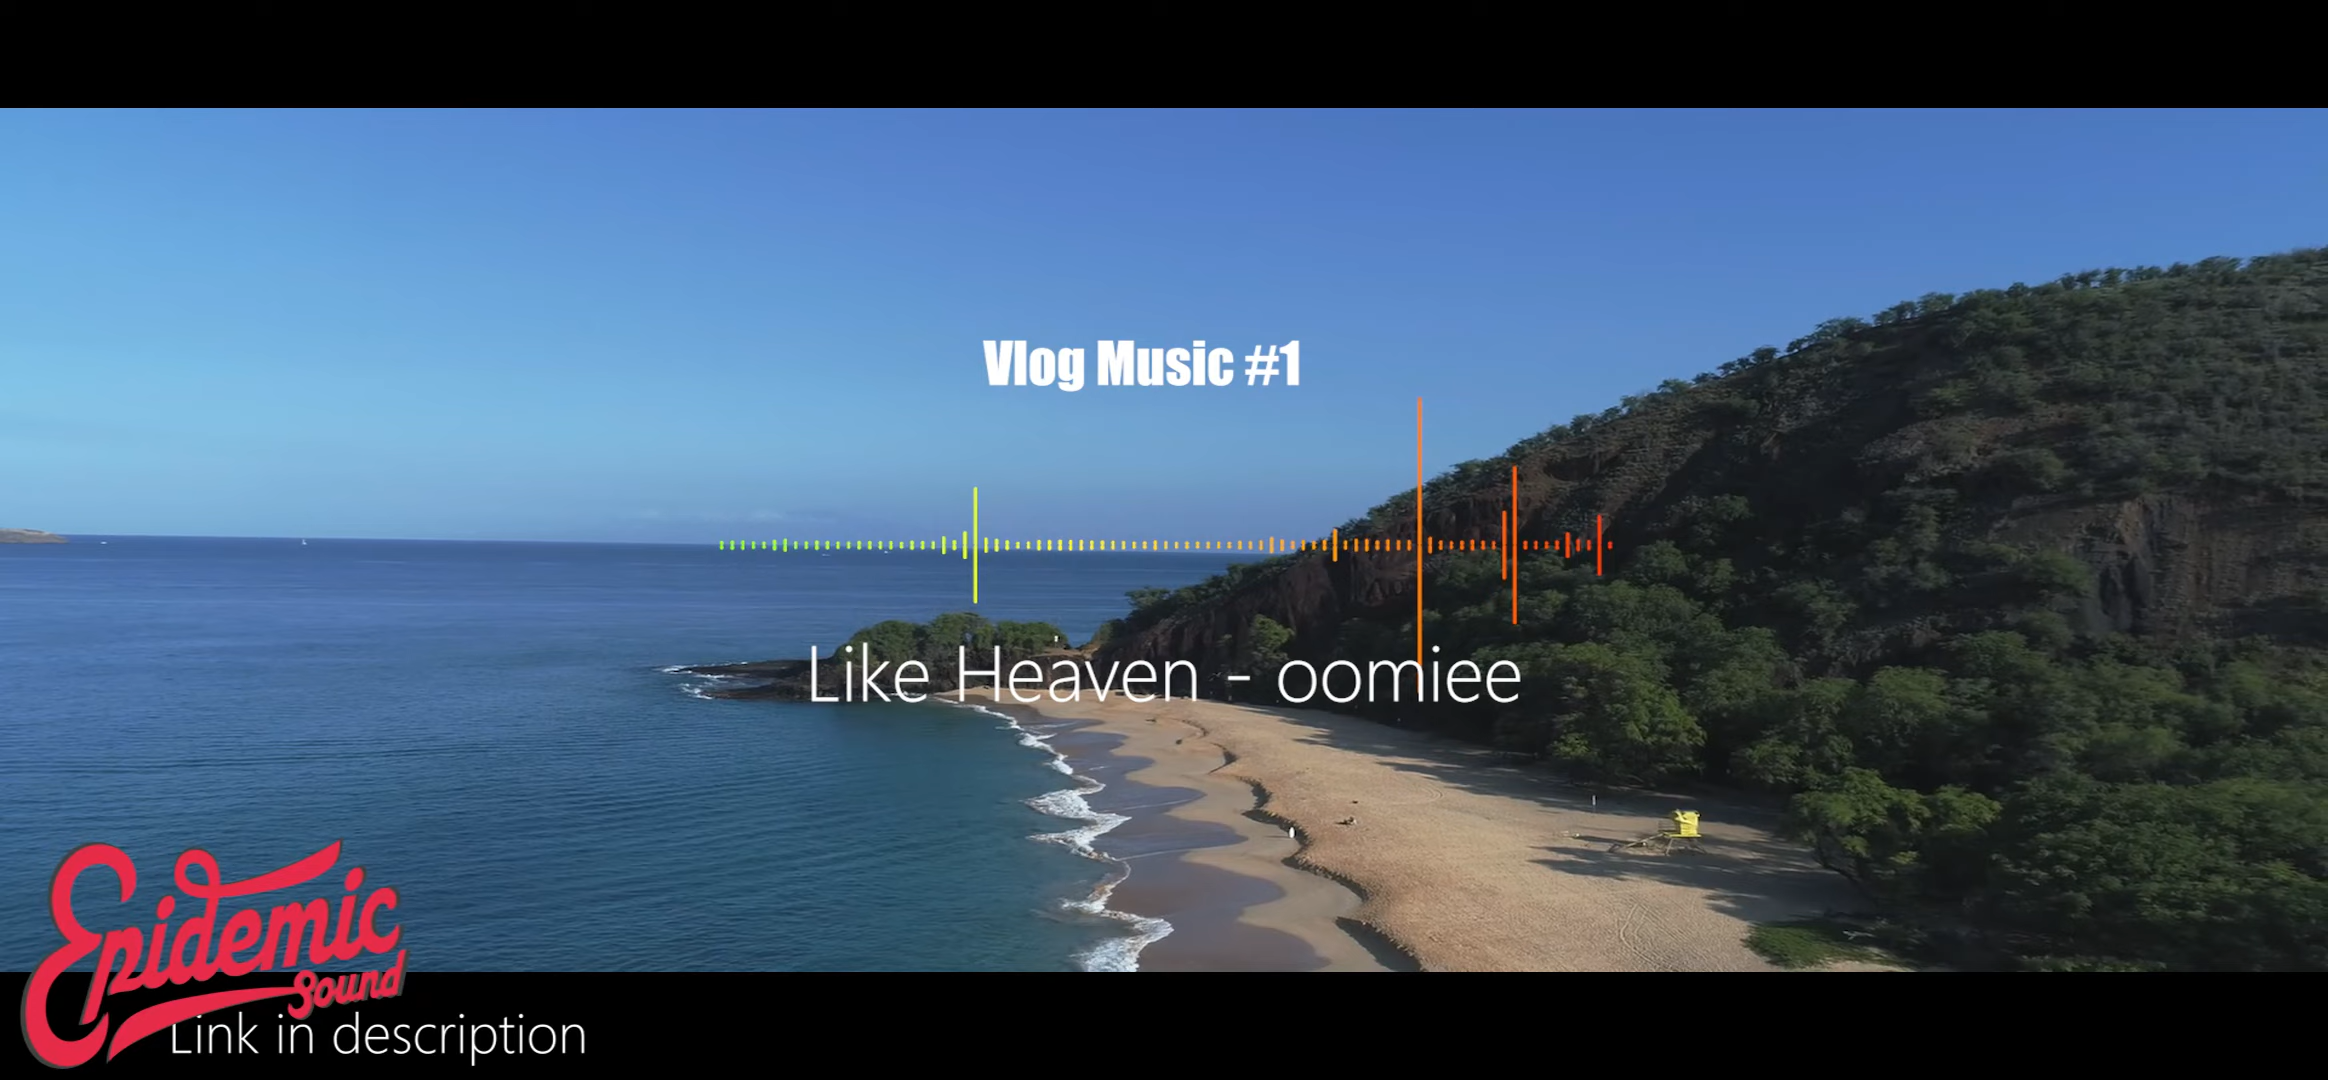 Vlog Music #1
Like Heaven - oomiee
Epidemic
Sound
Link in description